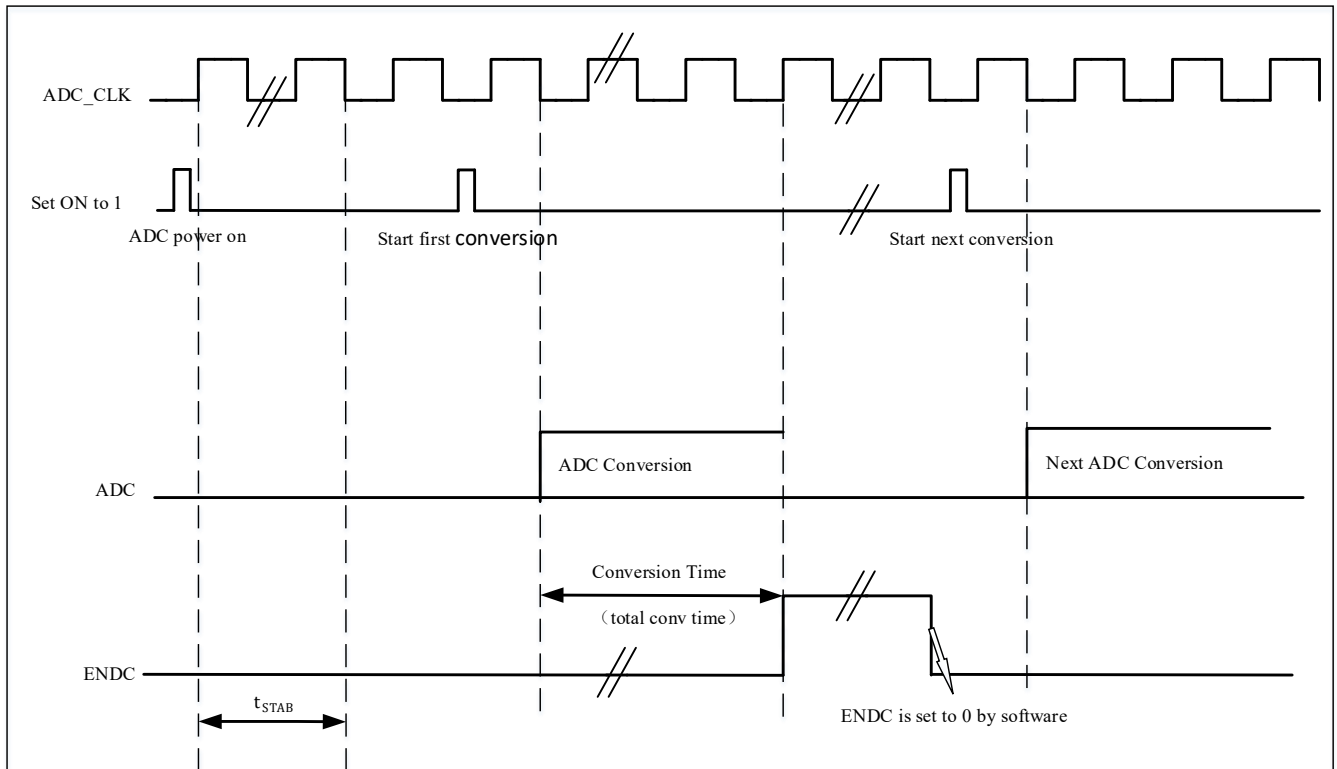 ADC_CLK
Set ON to 1
ADC power on
Start first conversion
Start next conversion
ADC Conversion
Next ADC Conversion
ADC
Conversion Time
（total conv time）
ENDC
tSTAB
ENDC is set to 0 by software